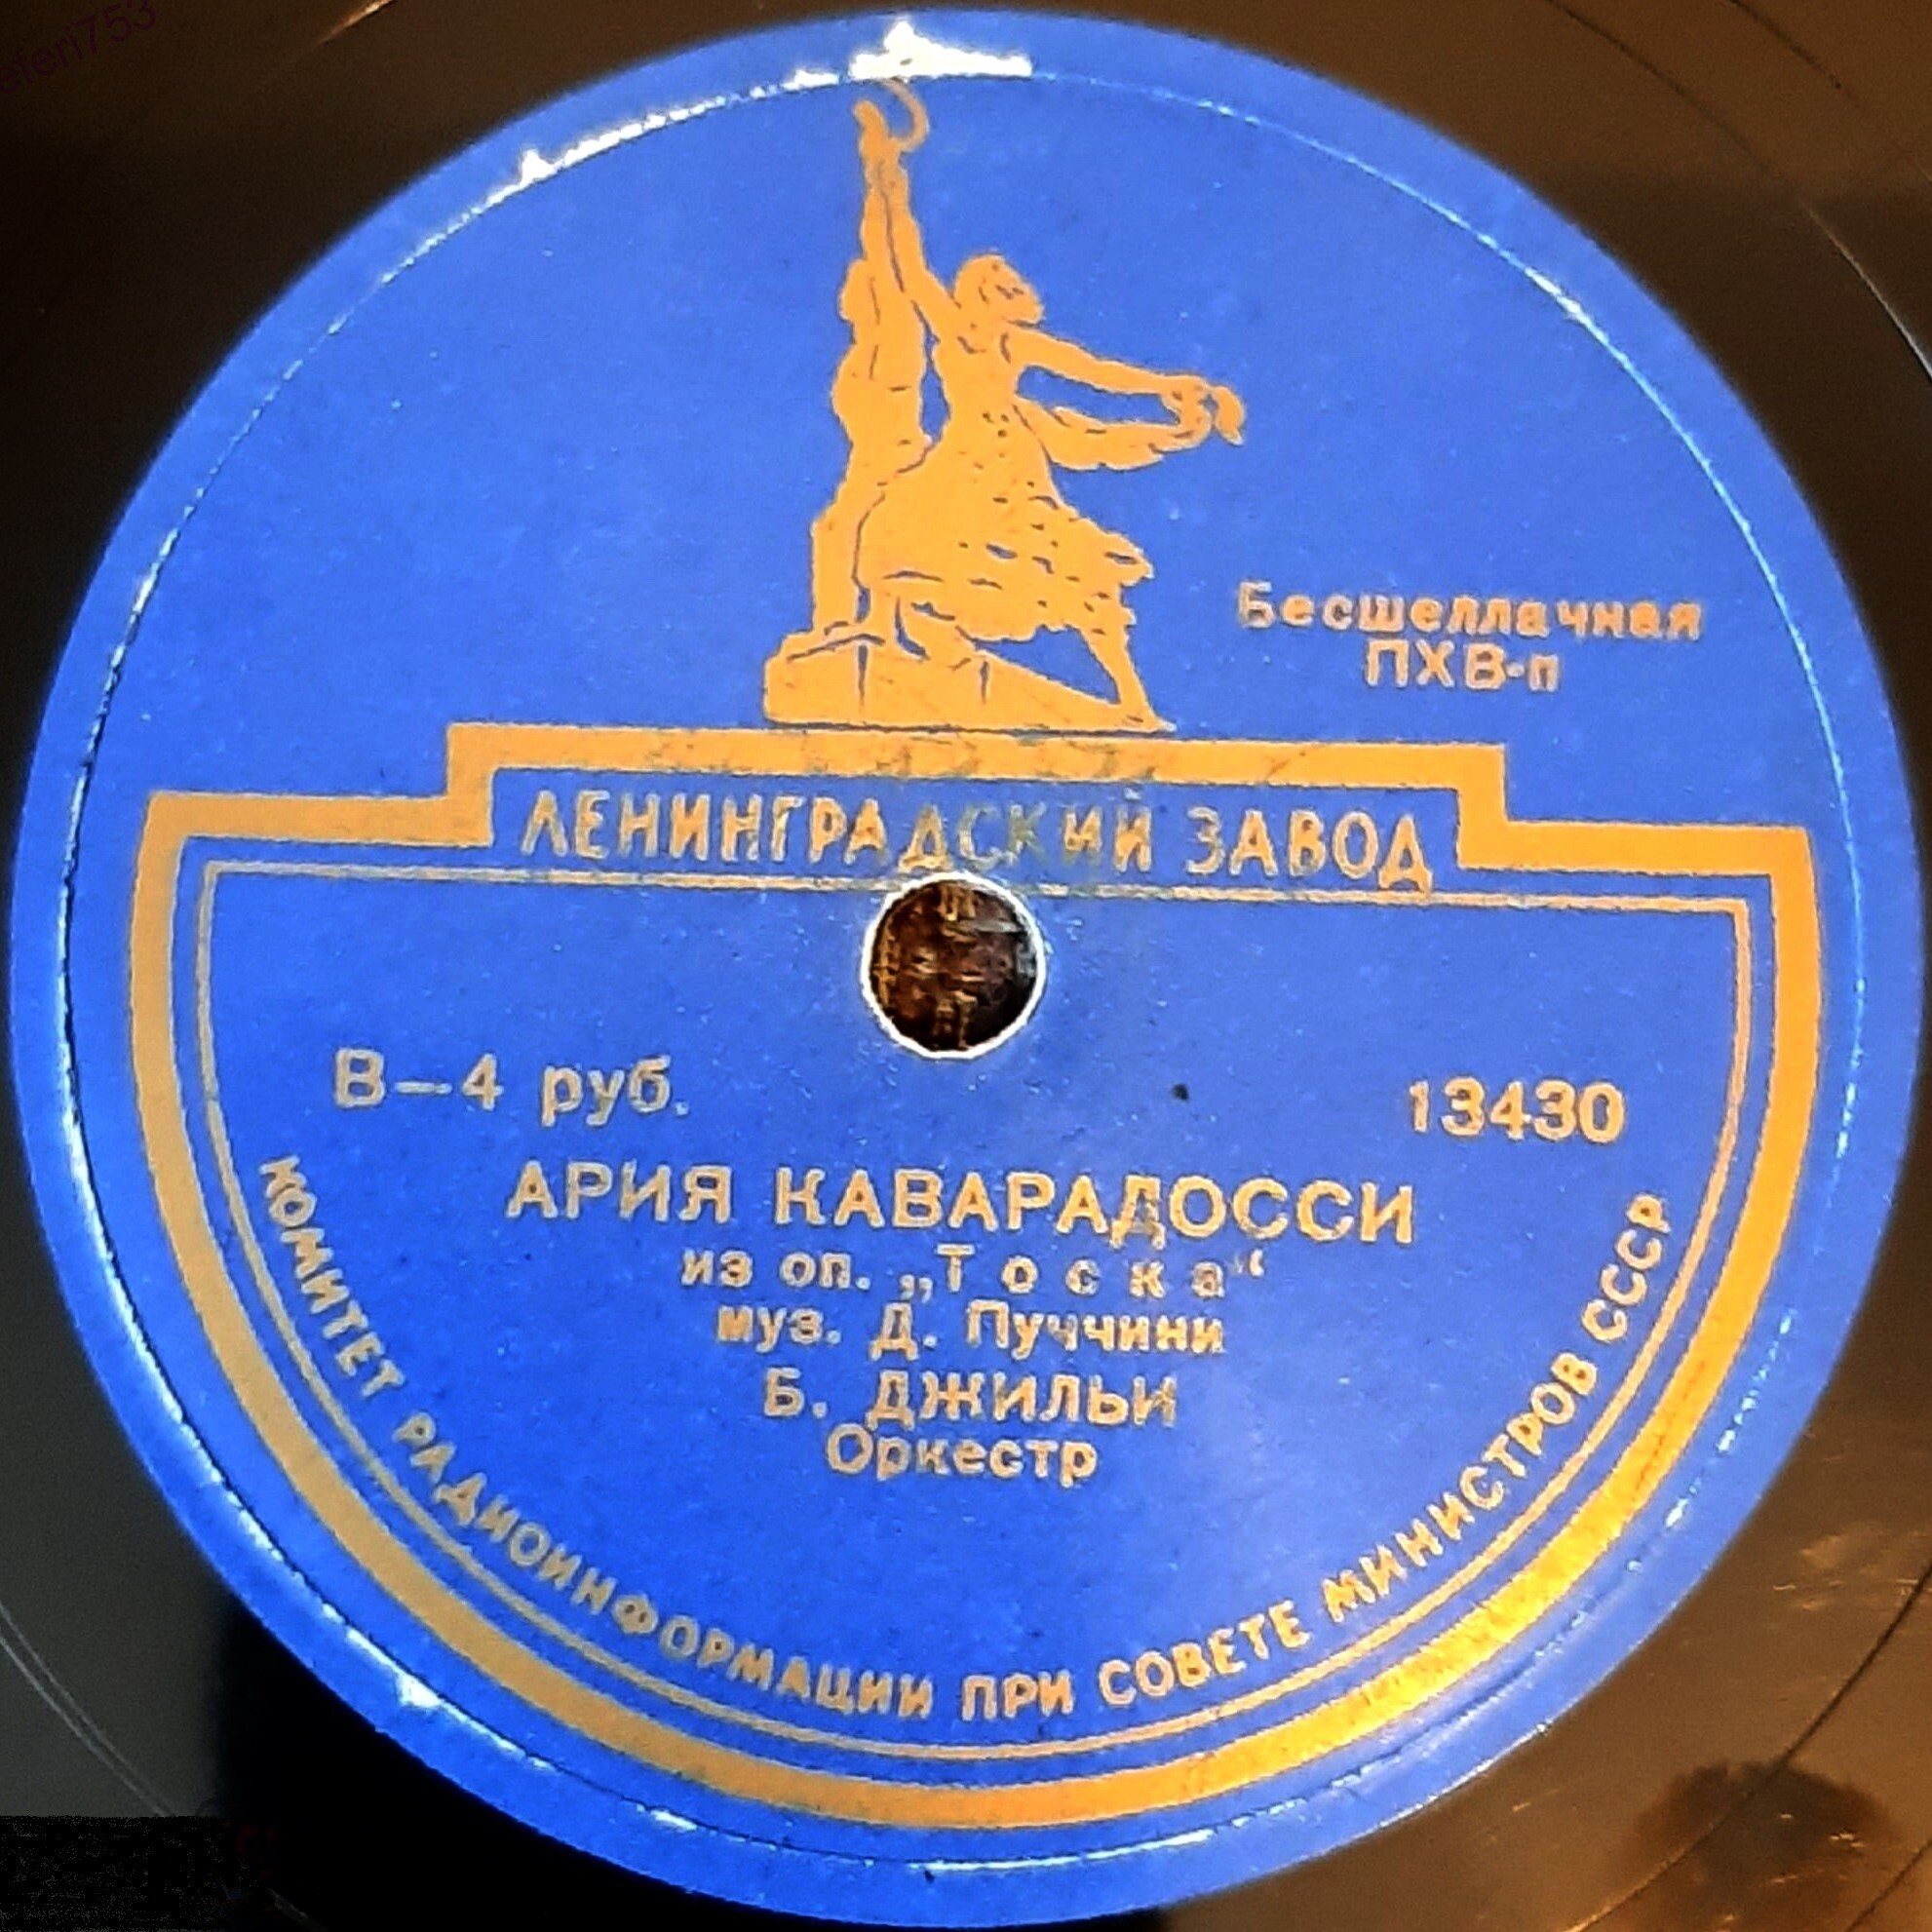 Бесшеллачная
ПХВ-п
ЛЕНИНГРАДСКИЙ ЗАВОД
В—4 руб.
13430
АРИЯ КАВАРАДОССИ
из оп. „Тоска“
муз. Д. Пуччини
Б. ДЖИЛЬИ
Оркестр
КОМИТЕТ РАДИОИНФОРМАЦИИ ПРИ СОВЕТЕ МИНИСТРОВ СССР